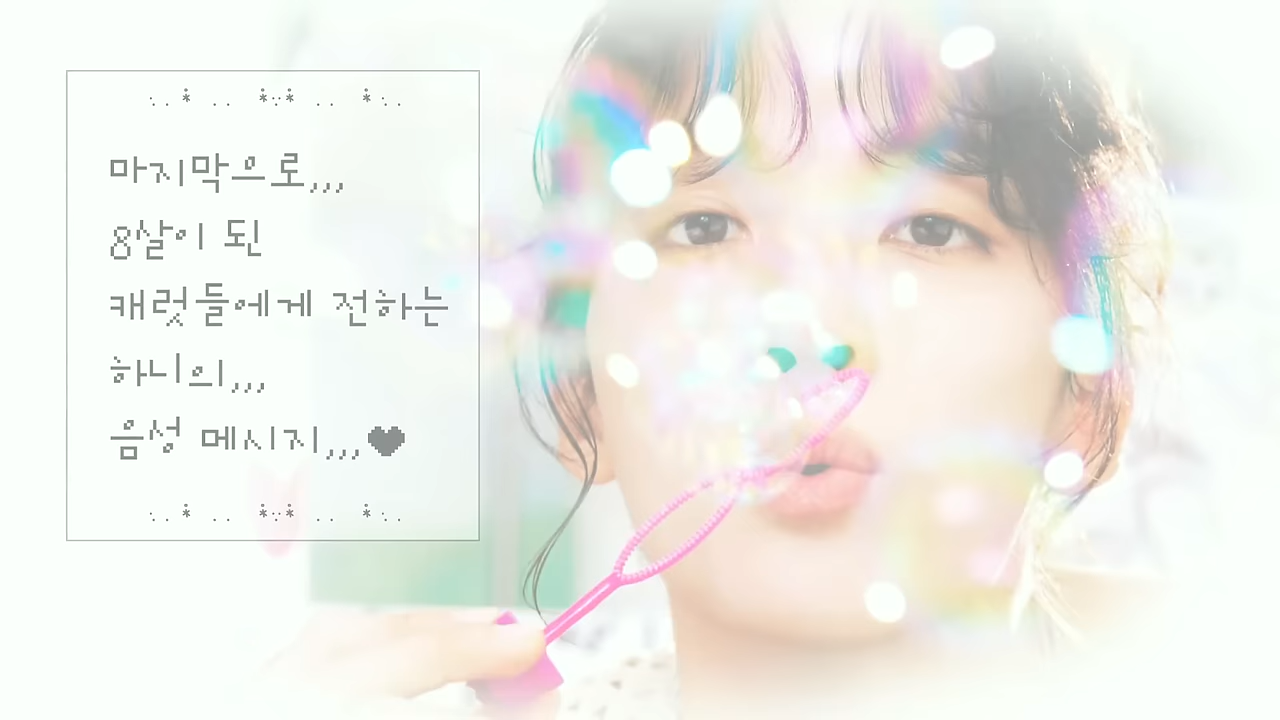 마지막으로,,,
8살이 된
캐럿들에게 전하는
하니의,,,
음성 메시지,,,♥